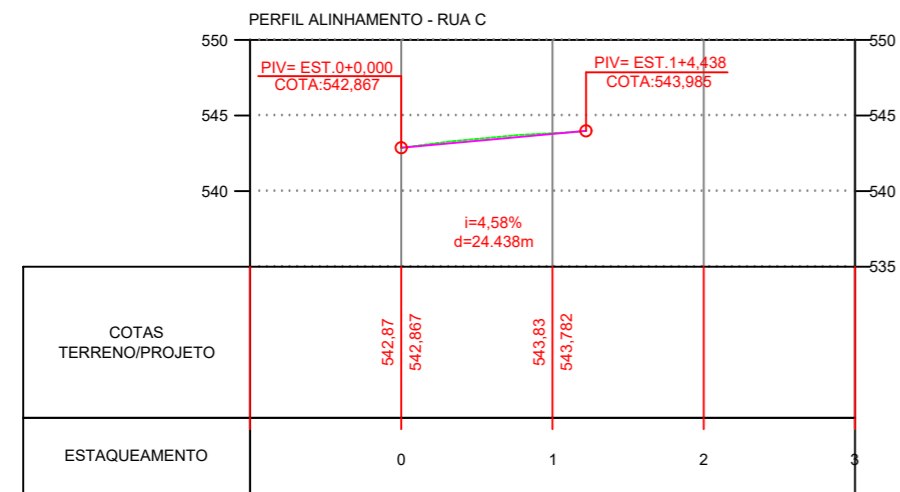 PERFIL ALINHAMENTO - RUA C
550
550
PIV= EST.0+0,000
COTA:542,867
PIV= EST.1+4,438
COTA:543,985
545
545
540
540
i=4,58%
d=24.438m
535
COTAS
TERRENO/PROJETO
542,87
542,867
543,83
543,782
ESTAQUEAMENTO
0
1
2
3